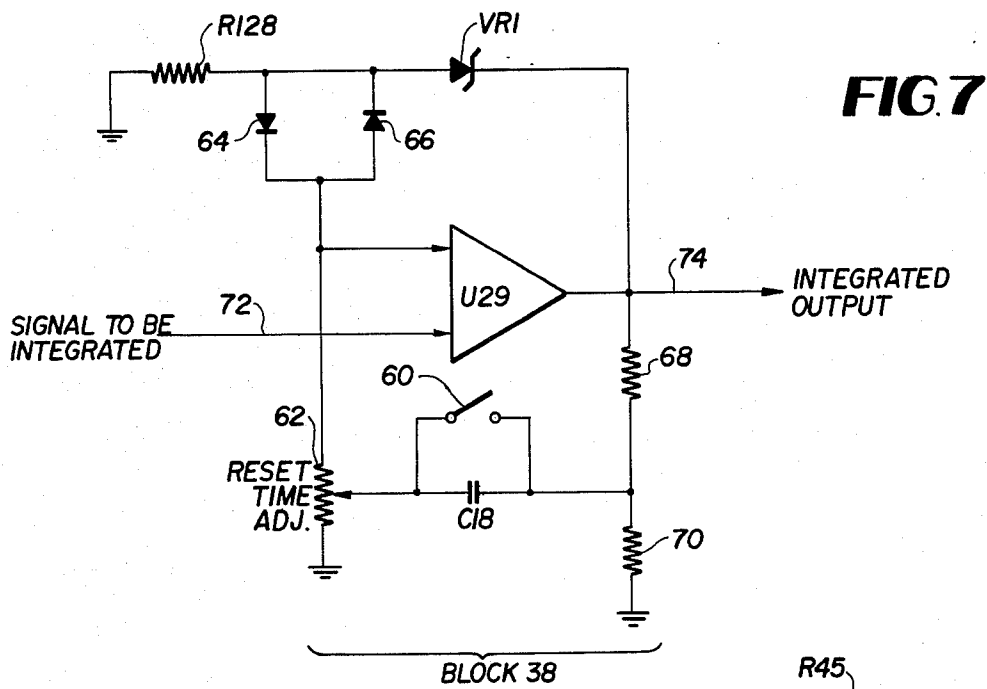 R128
VR1
FIG. 7
64
66
U29
74
INTEGRATED
OUTPUT
72
SIGNAL TO BE
INTEGRATED
60
68
62
RESET
TIME
ADJ.
C18
70
BLOCK 38
R45